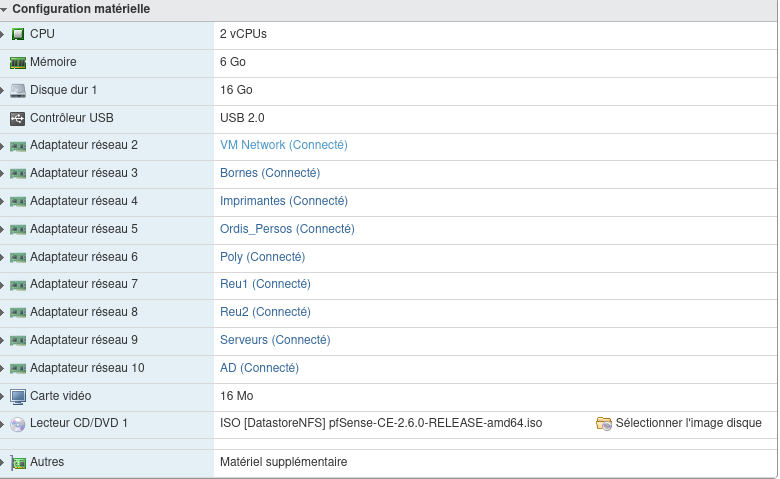 Configuration matérielle
CPU 2 vCPUs
Mémoire 6 Go
Disque dur 1 16 Go
Contrôleur USB USB 2.0
Adaptateur réseau 2 VM Network (Connecté)
Adaptateur réseau 3 Bornes (Connecté)
Adaptateur réseau 4 Imprimantes (Connecté)
Adaptateur réseau 5 Ordis_Persos (Connecté)
Adaptateur réseau 6 Poly (Connecté)
Adaptateur réseau 7 Reu1 (Connecté)
Adaptateur réseau 8 Reu2 (Connecté)
Adaptateur réseau 9 Serveurs (Connecté)
Adaptateur réseau 10 AD (Connecté)
Carte vidéo 16 Mo
Lecteur CD/DVD 1 ISO [DatastoreNFS] pfSense-CE-2.6.0-RELEASE-amd64.iso Sélectionner l'image disque
Autres Matériel supplémentaire